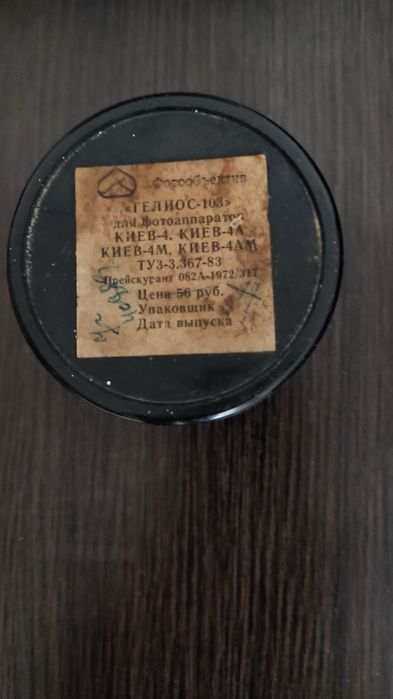 Фотообъектив
«ГЕЛИОС-103»
для фотоаппаратов
КИЕВ-4, КИЕВ-4А
КИЕВ-4М, КИЕВ-4АМ
ТУ3-3.367-83
Прейскурант 082А-1972/317
Цена 56 руб.
Упаковщик
Дата выпуска